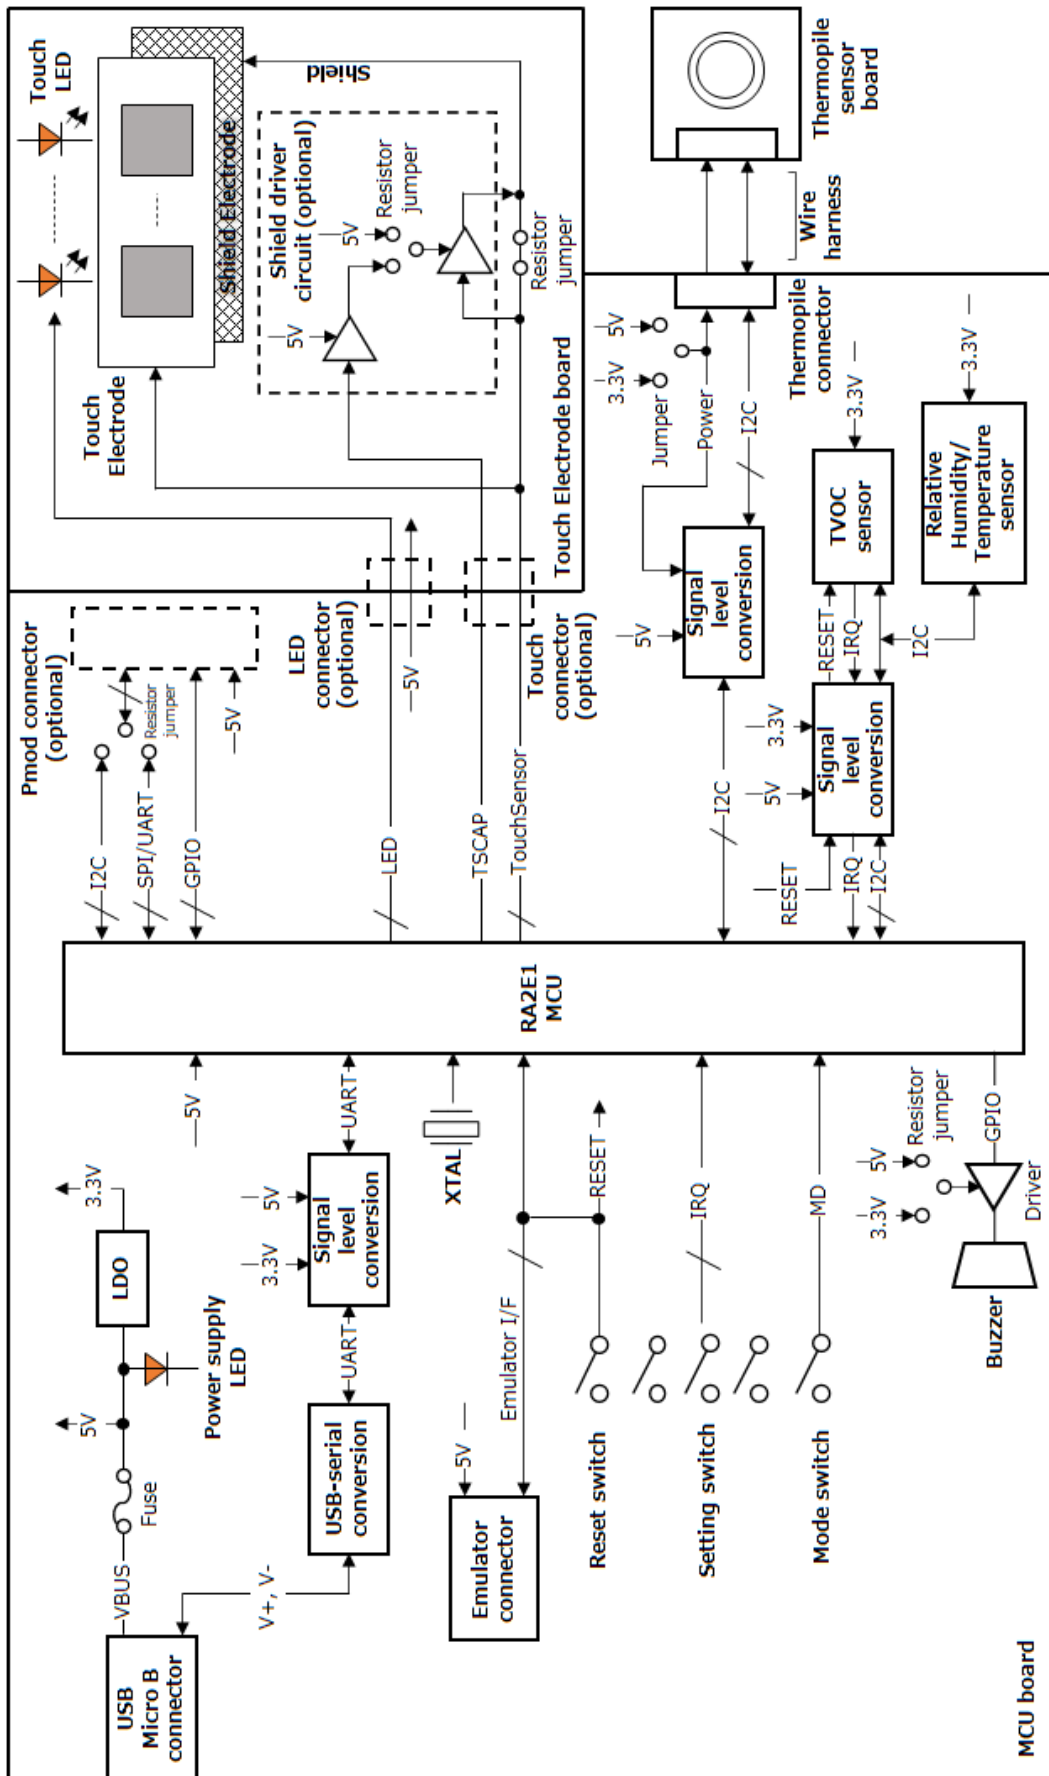 USB
Micro B
connector
VBUS
Fuse
5V
Power supply
LED
LDO
3.3V
V+, V-
USB-serial
conversion
UART
3.3V
5V
Signal
level
conversion
UART
5V
XTAL
Emulator
connector
5V
Emulator I/F
RESET
Reset switch
Setting switch
IRQ
Mode switch
MD
Buzzer
3.3V
5V
Resistor
jumper
Driver
GPIO
MCU board
RA2E1
MCU
Pmod connector
(optional)
I2C
SPI/UART
Resistor
jumper
GPIO
5V
LED
LED
connector
(optional)
5V
TSCAP
TouchSensor
Touch
connector
(optional)
Touch
LED
Touch
Electrode
Shield Electrode
Shield
Shield driver
circuit (optional)
5V
5V
Resistor
jumper
Resistor
jumper
Touch Electrode board
I2C
5V
Signal
level
conversion
3.3V
5V
Jumper
Power
I2C
Thermopile
connector
Wire
harness
Thermopile
sensor
board
RESET
IRQ
I2C
5V
3.3V
Signal
level
conversion
RESET
IRQ
I2C
TVOC
sensor
3.3V
Relative
Humidity/
Temperature
sensor
3.3V